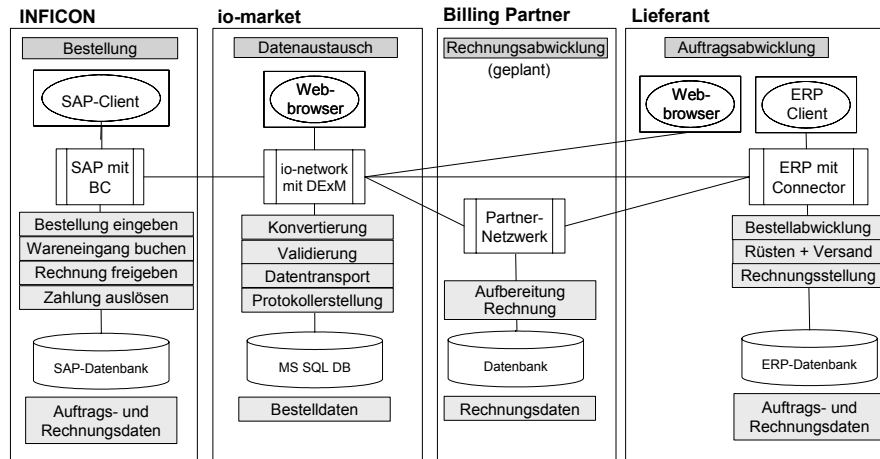 INFICON
Bestellung
SAP-Client
SAP mit
BC
Bestellung eingeben
Wareneingang buchen
Rechnung freigeben
Zahlung auslösen
SAP-Datenbank
Auftrags- und
Rechnungsdaten
io-market
Datenaustausch
Web-
browser
io-network
mit DExM
Konvertierung
Validierung
Datentransport
Protokollerstellung
MS SQL DB
Bestelldaten
Billing Partner
Rechnungsabwicklung
(geplant)
Partner-
Netzwerk
Aufbereitung
Rechnung
Datenbank
Rechnungsdaten
Lieferant
Auftragsabwicklung
Web-
browser
ERP
Client
ERP mit
Connector
Bestellabwicklung
Rüsten + Versand
Rechnungsstellung
ERP-Datenbank
Auftrags- und
Rechnungsdaten